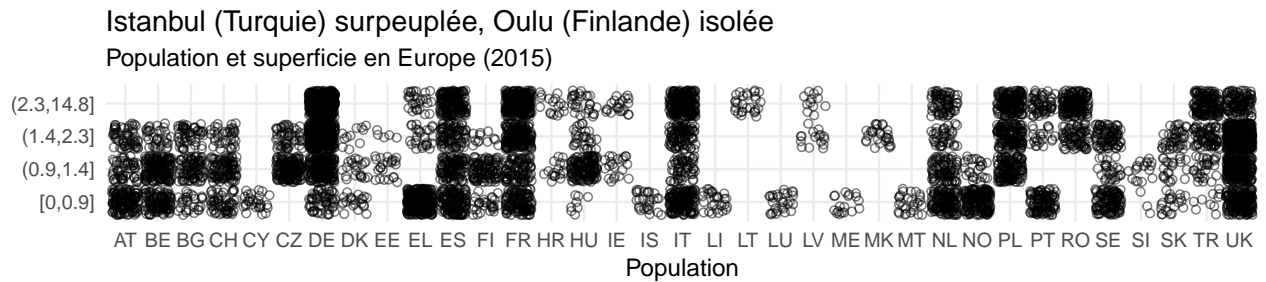 Istanbul (Turquie) surpeuplée, Oulu (Finlande) isolée
Population et superficie en Europe (2015)
(2.3,14.8]
(1.4,2.3]
(0.9,1.4]
[0,0.9]
AT BE BG CH CY CZ DE DK EE EL ES FI FR HR HU IE IS IT LI LT LU LV ME MK MT NL NO PL PT RO SE SI SK TR UK
Population